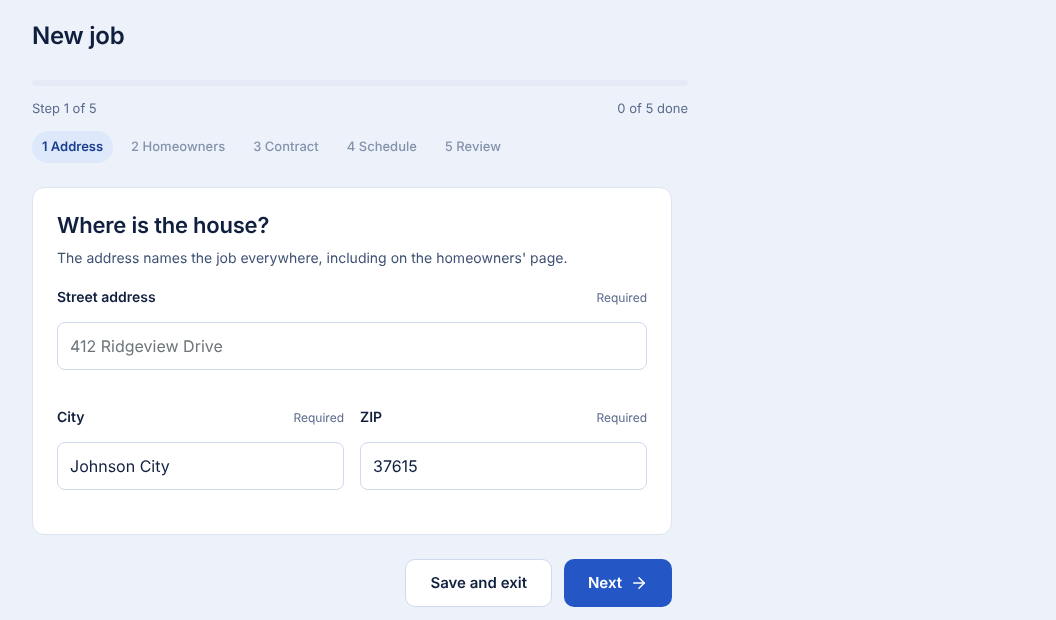 New job
Step 1 of 5 0 of 5 done
1 Address 2 Homeowners 3 Contract 4 Schedule 5 Review
Where is the house?
The address names the job everywhere, including on the homeowners' page.
Street address Required
412 Ridgeview Drive
City Required ZIP Required
Johnson City 37615
Save and exit Next →